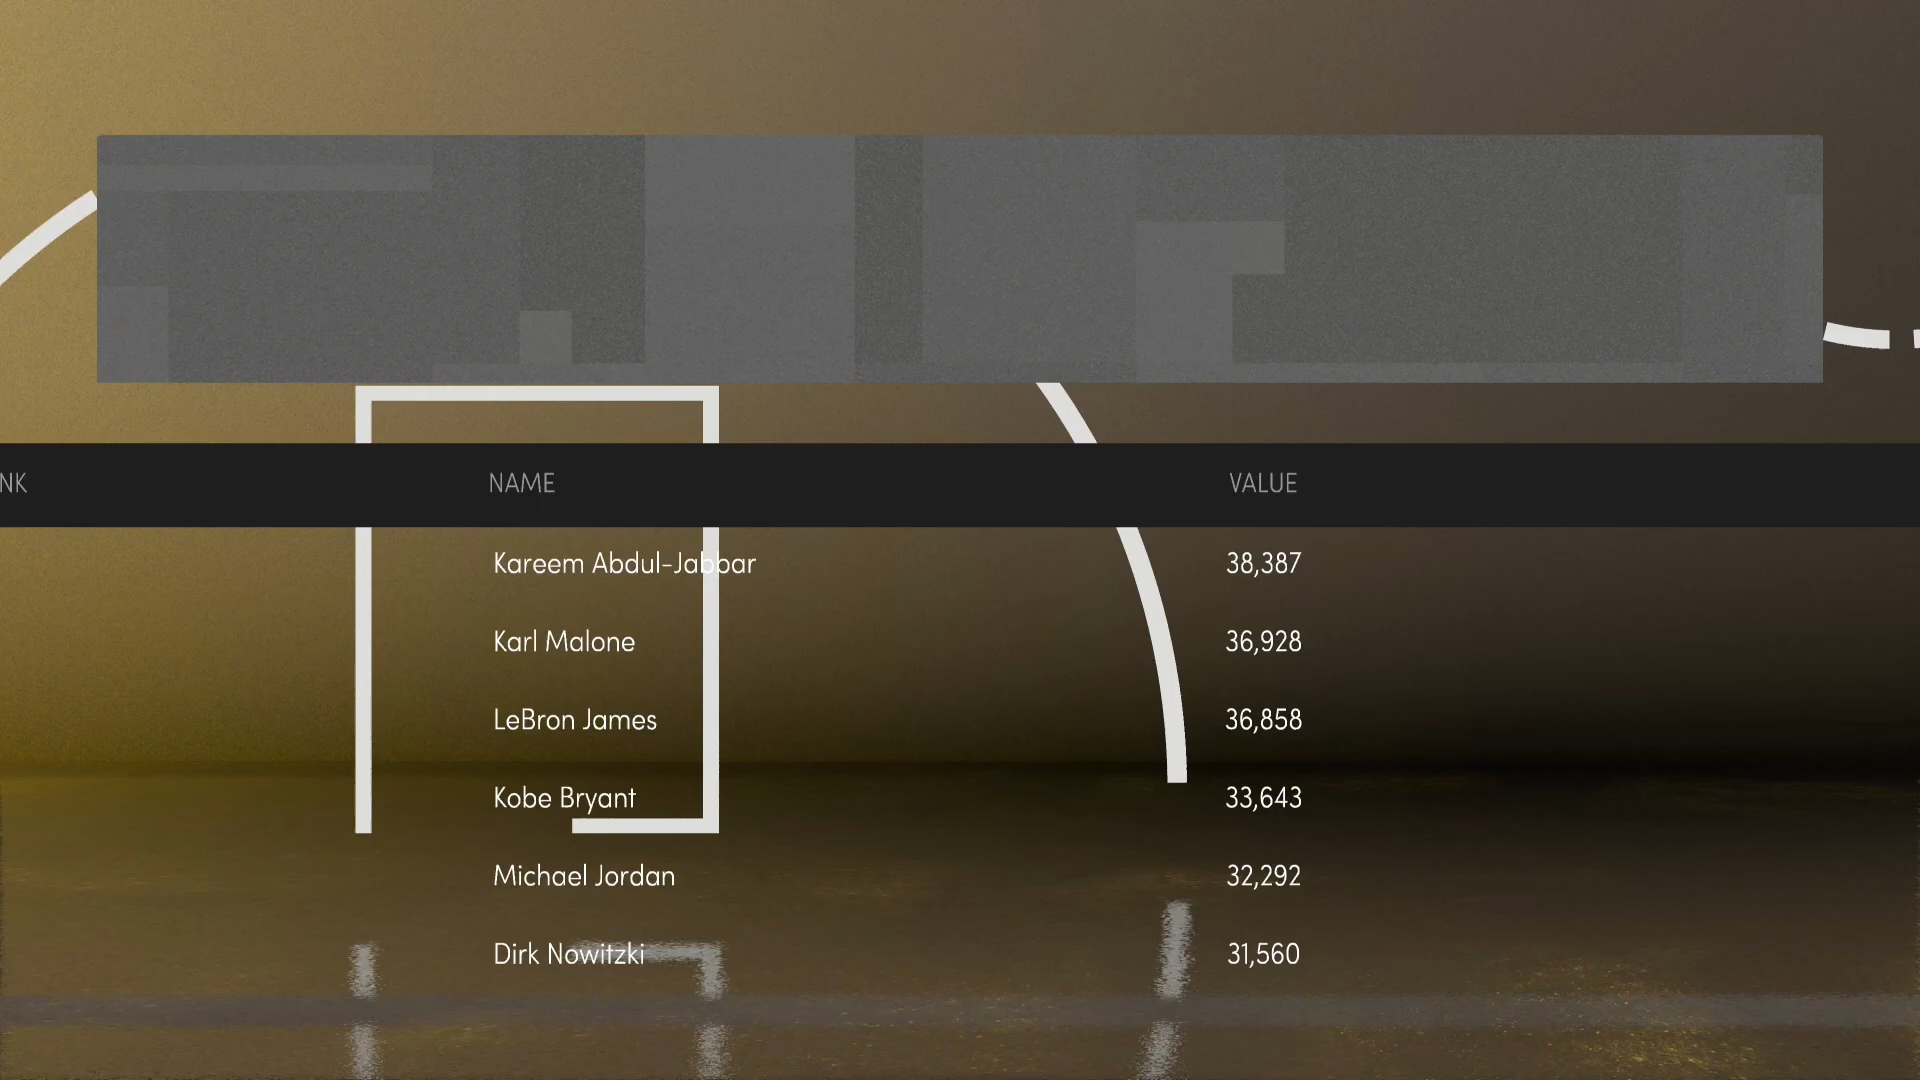 NK NAME VALUE
Kareem Abdul-Jabbar 38,387
Karl Malone 36,928
LeBron James 36,858
Kobe Bryant 33,643
Michael Jordan 32,292
Dirk Nowitzki 31,560